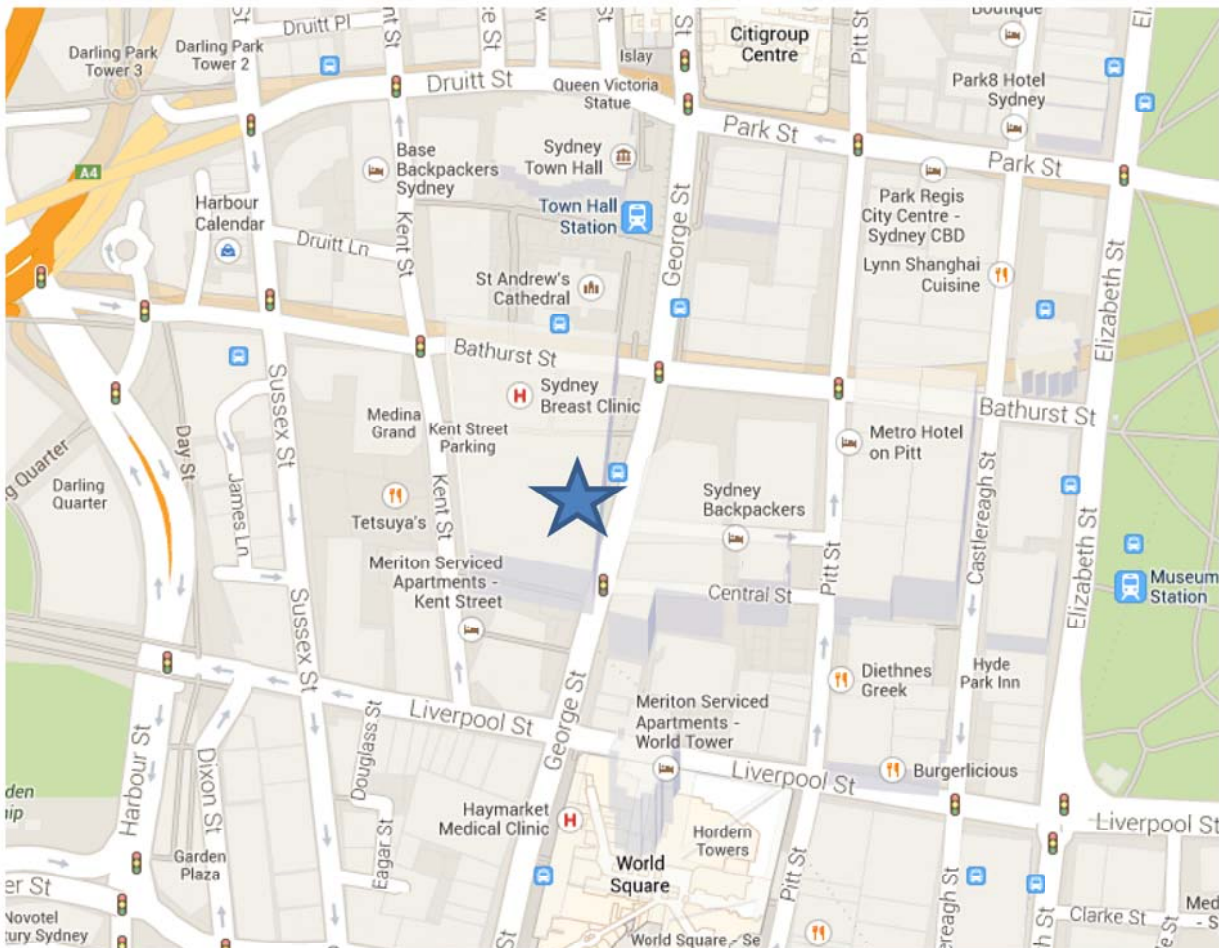 Druitt Pl
Boutique
Darling Park
Tower 3
Darling Park
Tower 2
Islay
Citigroup
Centre
Pitt St
Druitt St
Queen Victoria
Statue
Park8 Hotel
Sydney
Park St
Park St
A4
Base
Backpackers
Sydney
Sydney
Town Hall
Harbour
Calendar
Town Hall
Station
Park Regis
City Centre -
Sydney CBD
Kent St
Druitt Ln
George St
Lynn Shanghai
Cuisine
Elizabeth St
St Andrew's
Cathedral
Bathurst St
Sydney
Breast Clinic
Bathurst St
Sussex St
Medina
Grand
Kent Street
Parking
Metro Hotel
on Pitt
Day St
Darling
Quarter
James Ln
Tetsuya's
Kent St
Sydney
Backpackers
Castlereagh St
Pitt St
Elizabeth St
Meriton Serviced
Apartments -
Kent Street
Central St
Museum
Station
Sussex St
Diethnes
Greek
Hyde
Park Inn
George St
Meriton Serviced
Apartments -
World Tower
Liverpool St
Harbour St
Dixon St
Douglass St
Liverpool St
Burgerlicious
Haymarket
Medical Clinic
Hordern
Towers
Liverpool St
Garden
Plaza
Eagar St
World
Square
Pitt St
Novotel
Clarke St
World Square - Se